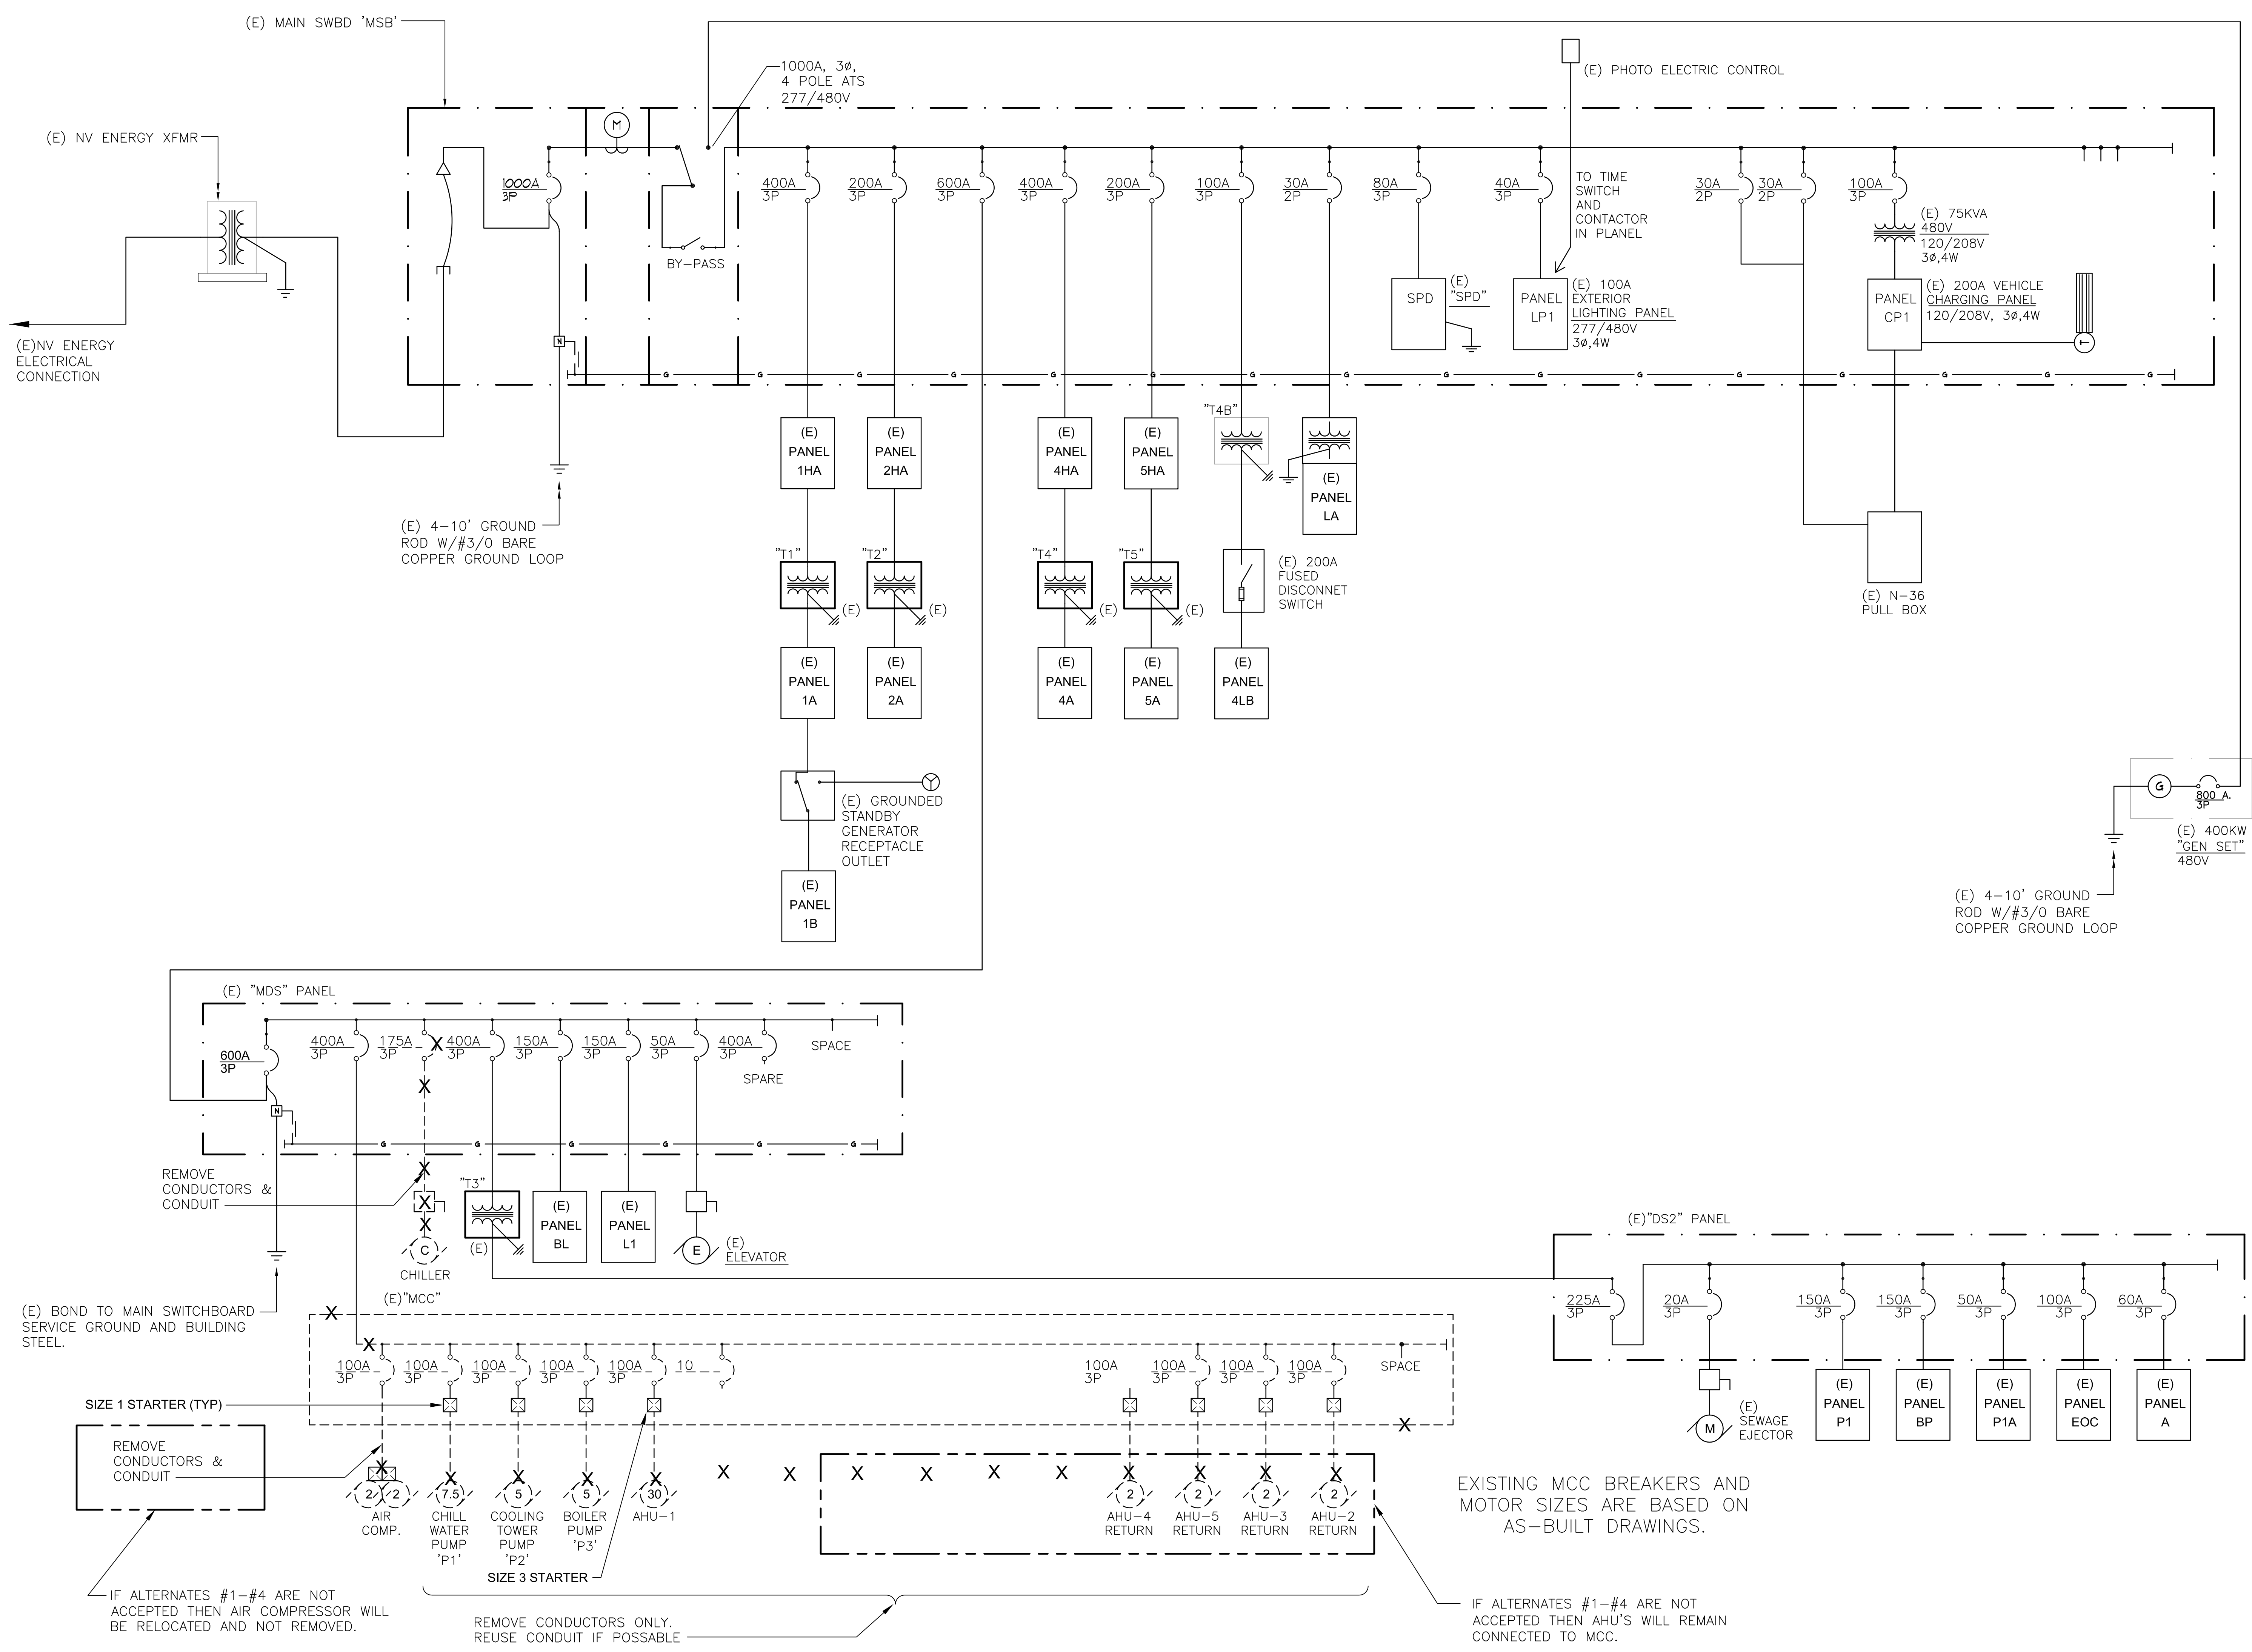 (E) MAIN SWBD 'MSB'
1000A, 3ø,
4 POLE ATS
277/480V
(E) PHOTO ELECTRIC CONTROL
(E) NV ENERGY XFMR
M
1000A
3P
BY-PASS
400A
3P
200A
3P
600A
3P
400A
3P
200A
3P
100A
3P
30A
2P
80A
3P
40A
3P
TO TIME
SWITCH
AND
CONTACTOR
IN PLANEL
30A
2P
30A
2P
100A
3P
(E) 75KVA
480V
120/208V
3ø,4W
SPD
(E)
"SPD"
PANEL
LP1
(E) 100A
EXTERIOR
LIGHTING PANEL
277/480V
3ø,4W
PANEL
CP1
(E) 200A VEHICLE
CHARGING PANEL
120/208V, 3ø,4W
T
(E)NV ENERGY
ELECTRICAL
CONNECTION
N
G G G G G G G G G G G G G G G G
(E) 4-10' GROUND
ROD W/#3/0 BARE
COPPER GROUND LOOP
(E)
PANEL
1HA
(E)
PANEL
2HA
(E)
PANEL
4HA
(E)
PANEL
5HA
"T4B"
(E)
PANEL
LA
"T1"
(E)
"T2"
(E)
"T4"
(E)
"T5"
(E)
(E) 200A
FUSED
DISCONNET
SWITCH
(E) N-36
PULL BOX
(E)
PANEL
1A
(E)
PANEL
2A
(E)
PANEL
4A
(E)
PANEL
5A
(E)
PANEL
4LB
(E) GROUNDED
STANDBY
GENERATOR
RECEPTACLE
OUTLET
(E)
PANEL
1B
G
800 A.
3P
(E) 400KW
"GEN SET"
480V
(E) 4-10' GROUND
ROD W/#3/0 BARE
COPPER GROUND LOOP
(E) "MDS" PANEL
600A
3P
400A
3P
175A
3P
X
400A
3P
150A
3P
150A
3P
50A
3P
400A
3P
SPARE
SPACE
X
N
G G G G G G
REMOVE
CONDUCTORS &
CONDUIT
X
X
X
C
CHILLER
"T3"
(E)
(E)
PANEL
BL
(E)
PANEL
L1
E
(E)
ELEVATOR
(E) BOND TO MAIN SWITCHBOARD
SERVICE GROUND AND BUILDING
STEEL.
(E)"DS2" PANEL
225A
3P
20A
3P
150A
3P
150A
3P
50A
3P
100A
3P
60A
3P
M
(E)
SEWAGE
EJECTOR
(E)
PANEL
P1
(E)
PANEL
BP
(E)
PANEL
P1A
(E)
PANEL
EOC
(E)
PANEL
A
(E)"MCC"
X
X
100A
3P
100A
3P
100A
3P
100A
3P
100A
3P
10
100A
3P
100A
3P
100A
3P
100A
3P
SPACE
X
SIZE 1 STARTER (TYP)
REMOVE
CONDUCTORS &
CONDUIT
X X X X X X X X X X X X X X X
2 2
AIR
COMP.
7.5
CHILL
WATER
PUMP
'P1'
5
COOLING
TOWER
PUMP
'P2'
5
BOILER
PUMP
'P3'
30
AHU-1
2
AHU-4
RETURN
2
AHU-5
RETURN
2
AHU-3
RETURN
2
AHU-2
RETURN
SIZE 3 STARTER
EXISTING MCC BREAKERS AND
MOTOR SIZES ARE BASED ON
AS-BUILT DRAWINGS.
IF ALTERNATES #1-#4 ARE NOT
ACCEPTED THEN AIR COMPRESSOR WILL
BE RELOCATED AND NOT REMOVED.
REMOVE CONDUCTORS ONLY.
REUSE CONDUIT IF POSSABLE
IF ALTERNATES #1-#4 ARE NOT
ACCEPTED THEN AHU'S WILL REMAIN
CONNECTED TO MCC.